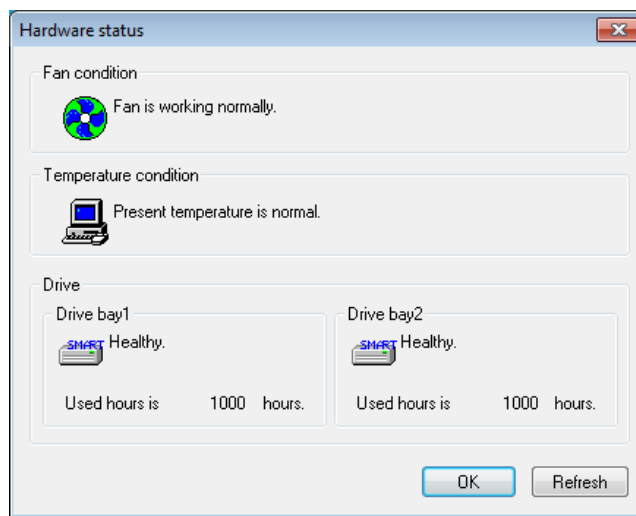 Hardware status
Fan condition
Fan is working normally.
Temperature condition
Present temperature is normal.
Drive
Drive bay1
SMART Healthy.
Used hours is 1000 hours.
Drive bay2
SMART Healthy.
Used hours is 1000 hours.
OK
Refresh